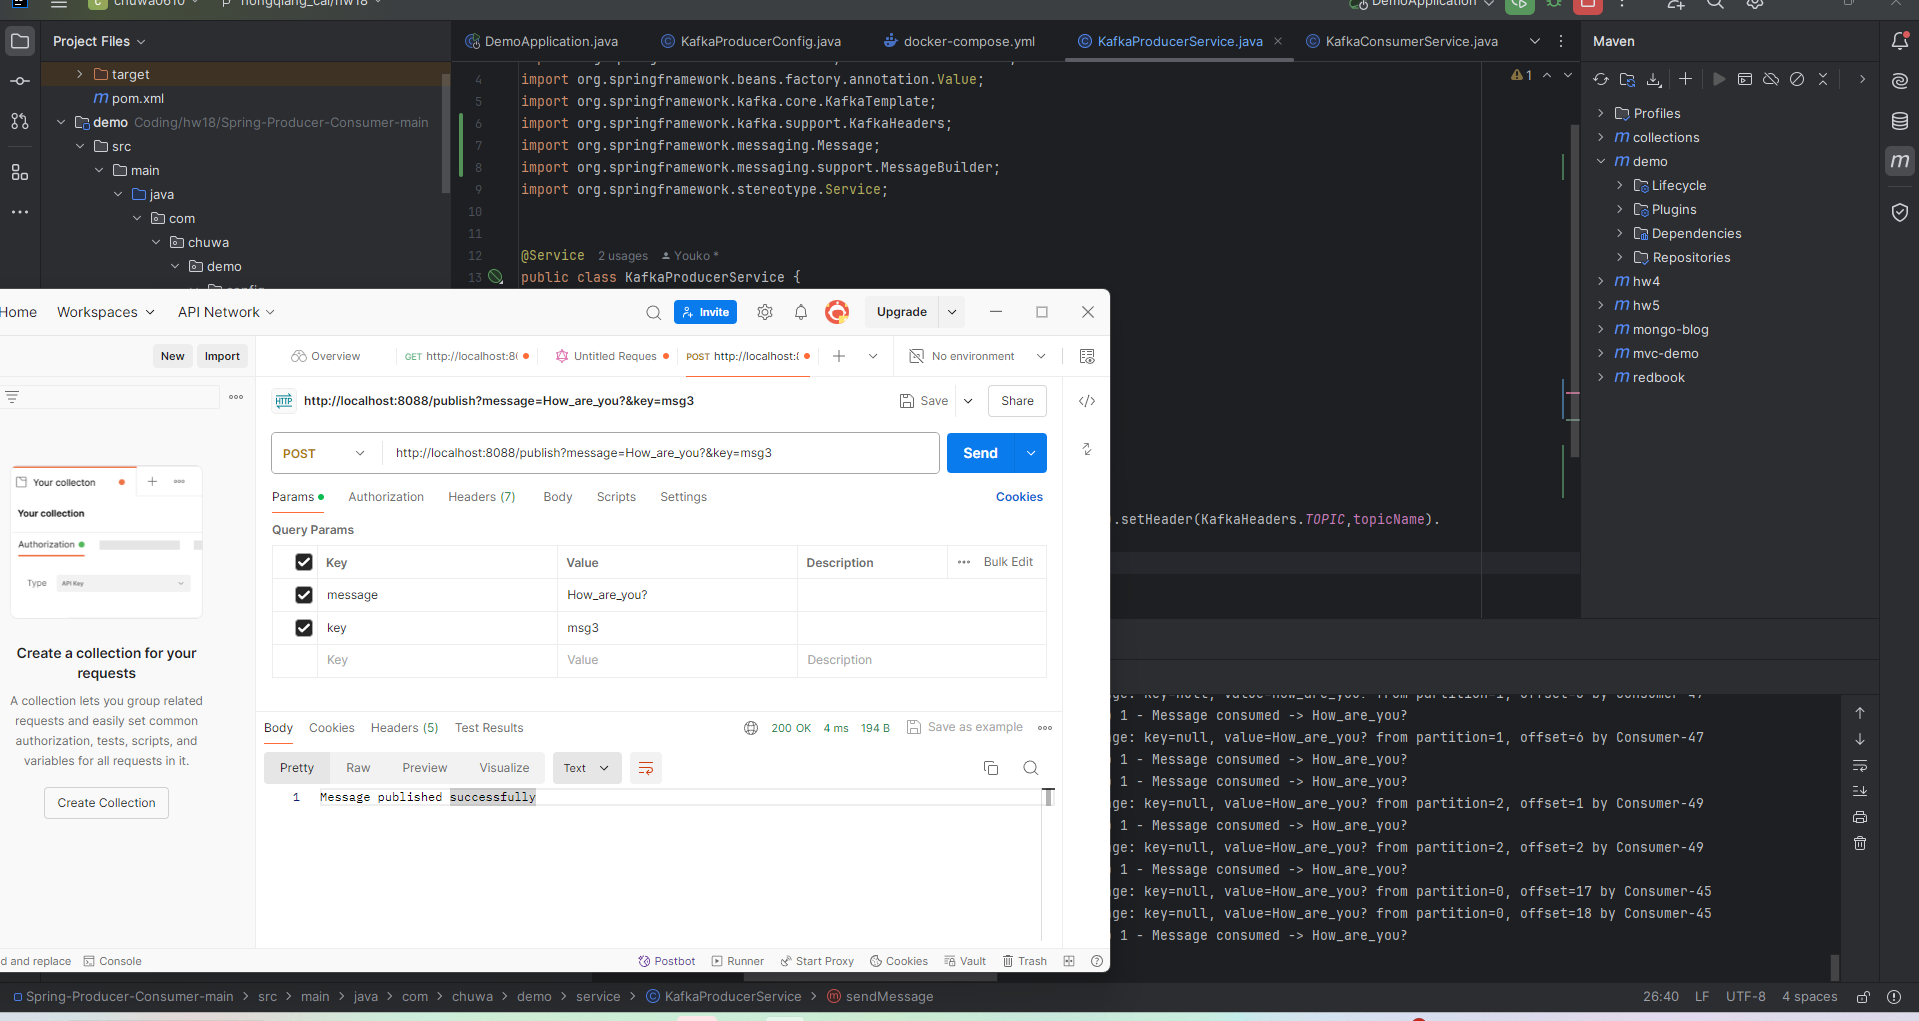 chuwa0610
hongqiang_cai/hw18
DemoApplication
Project Files
DemoApplication.java
KafkaProducerConfig.java
docker-compose.yml
KafkaProducerService.java
KafkaConsumerService.java
Maven
target
pom.xml
demo Coding/hw18/Spring-Producer-Consumer-main
src
main
java
com
chuwa
demo
4 import org.springframework.beans.factory.annotation.Value;
5 import org.springframework.kafka.core.KafkaTemplate;
6 import org.springframework.kafka.support.KafkaHeaders;
7 import org.springframework.messaging.Message;
8 import org.springframework.messaging.support.MessageBuilder;
9 import org.springframework.stereotype.Service;
10
11
12 @Service 2 usages Youko *
13 public class KafkaProducerService {
1
.setHeader(KafkaHeaders.TOPIC,topicName).
Profiles
collections
demo
Lifecycle
Plugins
Dependencies
Repositories
hw4
hw5
mongo-blog
mvc-demo
redbook
Home Workspaces API Network
Invite
Upgrade
New Import
Overview
GET http://localhost:8
Untitled Reques
POST http://localhost:
No environment
HTTP http://localhost:8088/publish?message=How_are_you?&key=msg3
Save
Share
POST http://localhost:8088/publish?message=How_are_you?&key=msg3
Send
Params Authorization Headers (7) Body Scripts Settings
Cookies
Query Params
Key Value Description Bulk Edit
message How_are_you?
key msg3
Key Value Description
Your collecton
Your collection
Authorization
Type API Key
Create a collection for your
requests
A collection lets you group related
requests and easily set common
authorization, tests, scripts, and
variables for all requests in it.
Create Collection
Body Cookies Headers (5) Test Results
200 OK 4 ms 194 B
Save as example
Pretty Raw Preview Visualize Text
1 Message published successfully
d and replace Console
Postbot Runner Start Proxy Cookies Vault Trash
ge: key=null, value=How_are_you? from partition=1, offset=5 by Consumer-47
1 - Message consumed -> How_are_you?
ge: key=null, value=How_are_you? from partition=1, offset=6 by Consumer-47
1 - Message consumed -> How_are_you?
1 - Message consumed -> How_are_you?
ge: key=null, value=How_are_you? from partition=2, offset=1 by Consumer-49
1 - Message consumed -> How_are_you?
ge: key=null, value=How_are_you? from partition=2, offset=2 by Consumer-49
1 - Message consumed -> How_are_you?
ge: key=null, value=How_are_you? from partition=0, offset=17 by Consumer-45
ge: key=null, value=How_are_you? from partition=0, offset=18 by Consumer-45
1 - Message consumed -> How_are_you?
Spring-Producer-Consumer-main > src > main > java > com > chuwa > demo > service > KafkaProducerService > sendMessage
26:40 LF UTF-8 4 spaces